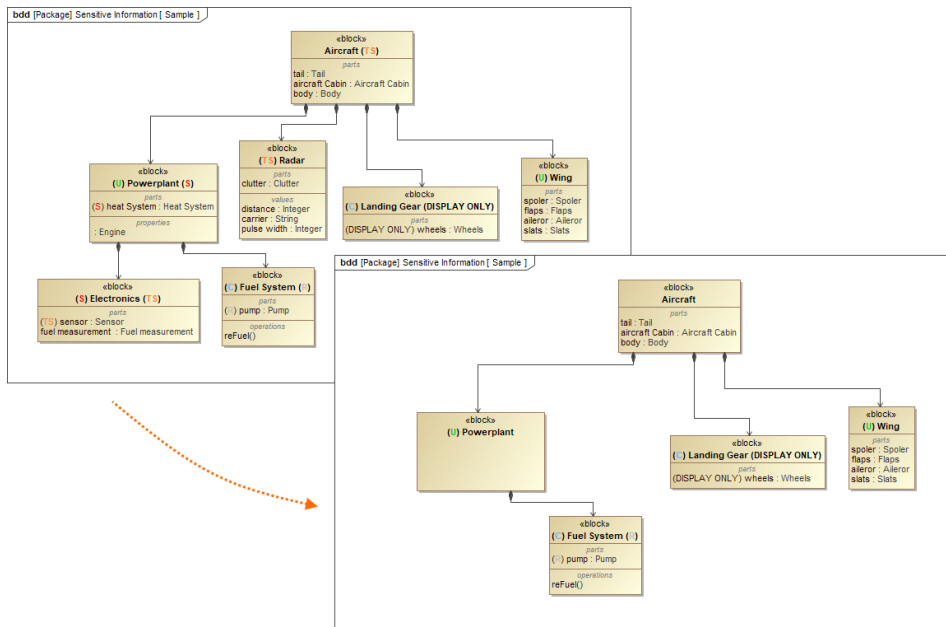 bdd [Package] Sensitive Information [ Sample ]
«block»
Aircraft (TS)
parts
tail : Tail
aircraft Cabin : Aircraft Cabin
body : Body
«block»
(U) Powerplant (S)
parts
(S) heat System : Heat System
properties
: Engine
«block»
(TS) Radar
parts
clutter : Clutter
values
distance : Integer
carrier : String
pulse width : Integer
«block»
(C) Landing Gear (DISPLAY ONLY)
parts
(DISPLAY ONLY) wheels : Wheels
«block»
(U) Wing
parts
spoler : Spoler
flaps : Flaps
aileror : Aileror
slats : Slats
«block»
(S) Electronics (TS)
parts
(TS) sensor : Sensor
fuel measurement : Fuel measurement
«block»
(C) Fuel System (R)
parts
(R) pump : Pump
operations
reFuel()
bdd [Package] Sensitive Information [ Sample ]
«block»
Aircraft
parts
tail : Tail
aircraft Cabin : Aircraft Cabin
body : Body
«block»
(U) Powerplant
«block»
(C) Landing Gear (DISPLAY ONLY)
parts
(DISPLAY ONLY) wheels : Wheels
«block»
(U) Wing
parts
spoler : Spoler
flaps : Flaps
aileror : Aileror
slats : Slats
«block»
(C) Fuel System (R)
parts
(R) pump : Pump
operations
reFuel()